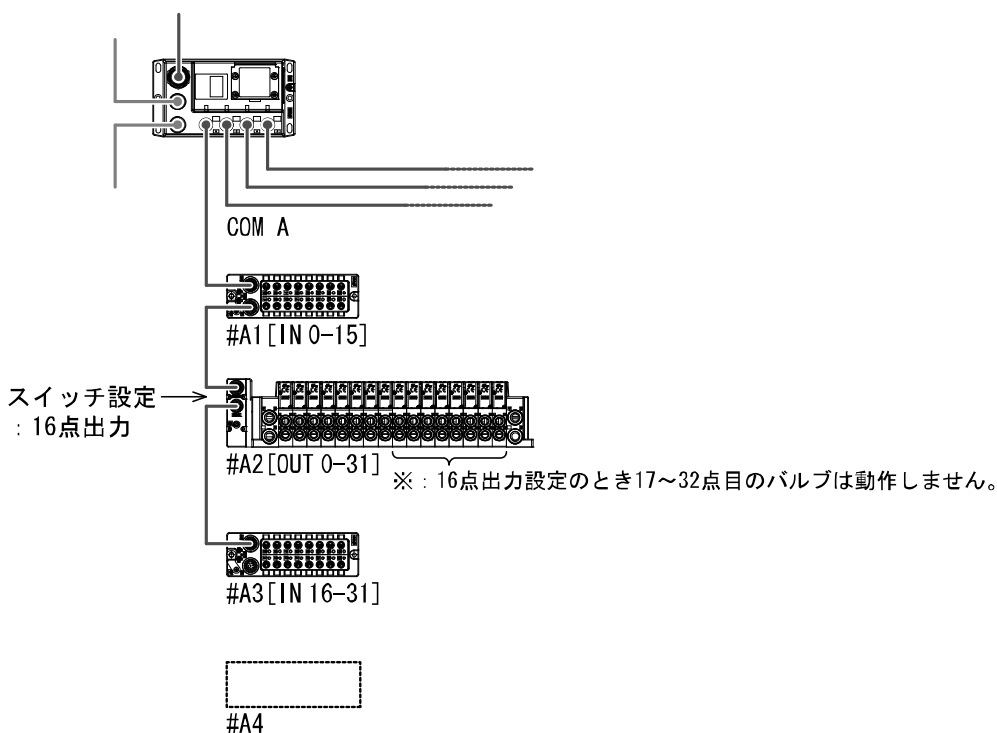 COM A
#A1[IN 0-15]
スイッチ設定
：16点出力
#A2[OUT 0-31]
※：16点出力設定のとき17～32点目のバルブは動作しません。
#A3[IN 16-31]
#A4